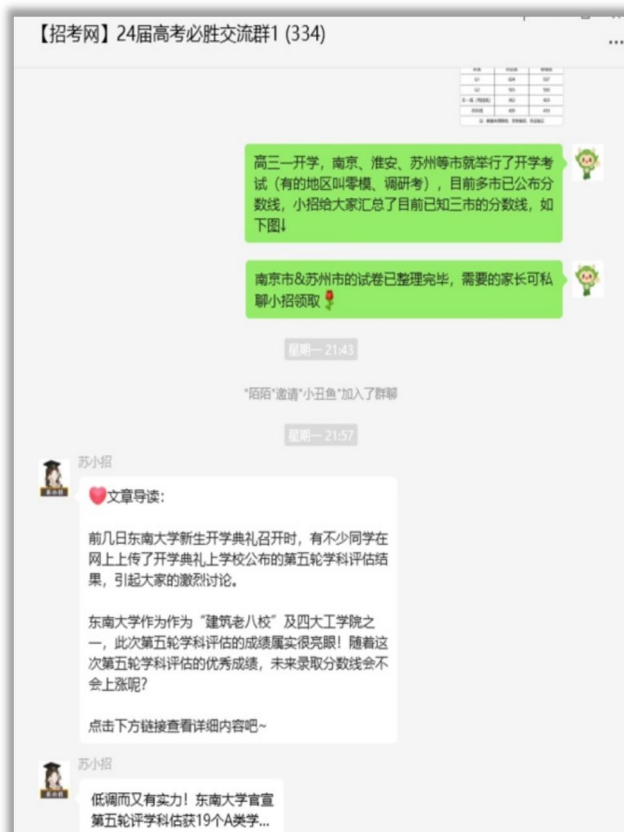 【招考网】24届高考必胜交流群1 (334)
高三一开学，南京、淮安、苏州等市就举行了开学考
试（有的地区叫零模、调研考），目前多市已公布分
数线，小招给大家汇总了目前已知三市的分数线，如
下图↓
南京市&苏州市的试卷已整理完毕，需要的家长可私
聊小招领取🌹
星期一 21:43
"陌陌"邀请"小丑鱼"加入了群聊
星期一 21:57
苏小招
❤文章导读：
前几日东南大学新生开学典礼召开时，有不少同学在
网上上传了开学典礼上学校公布的第五轮学科评估结
果，引起大家的激烈讨论。
东南大学作为作为“建筑老八校”及四大工学院之
一，此次第五轮学科评估的成绩属实很亮眼！随着这
次第五轮学科评估的优秀成绩，未来录取分数线会不
会上涨呢？
点击下方链接查看详细内容吧~
苏小招
低调而又有实力！东南大学官宣
第五轮评学科估获19个A类学...